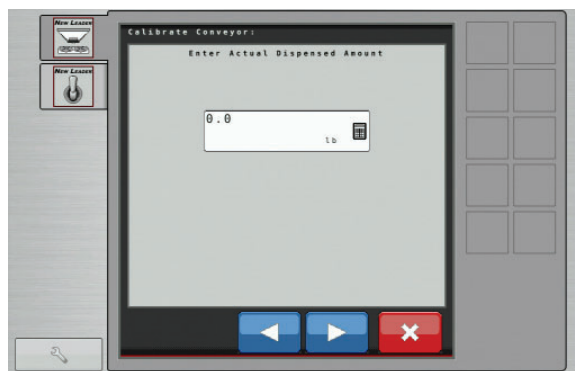 New Leader
Calibrate Conveyor:
Enter Actual Dispensed Amount
New Leader
0.0
lb